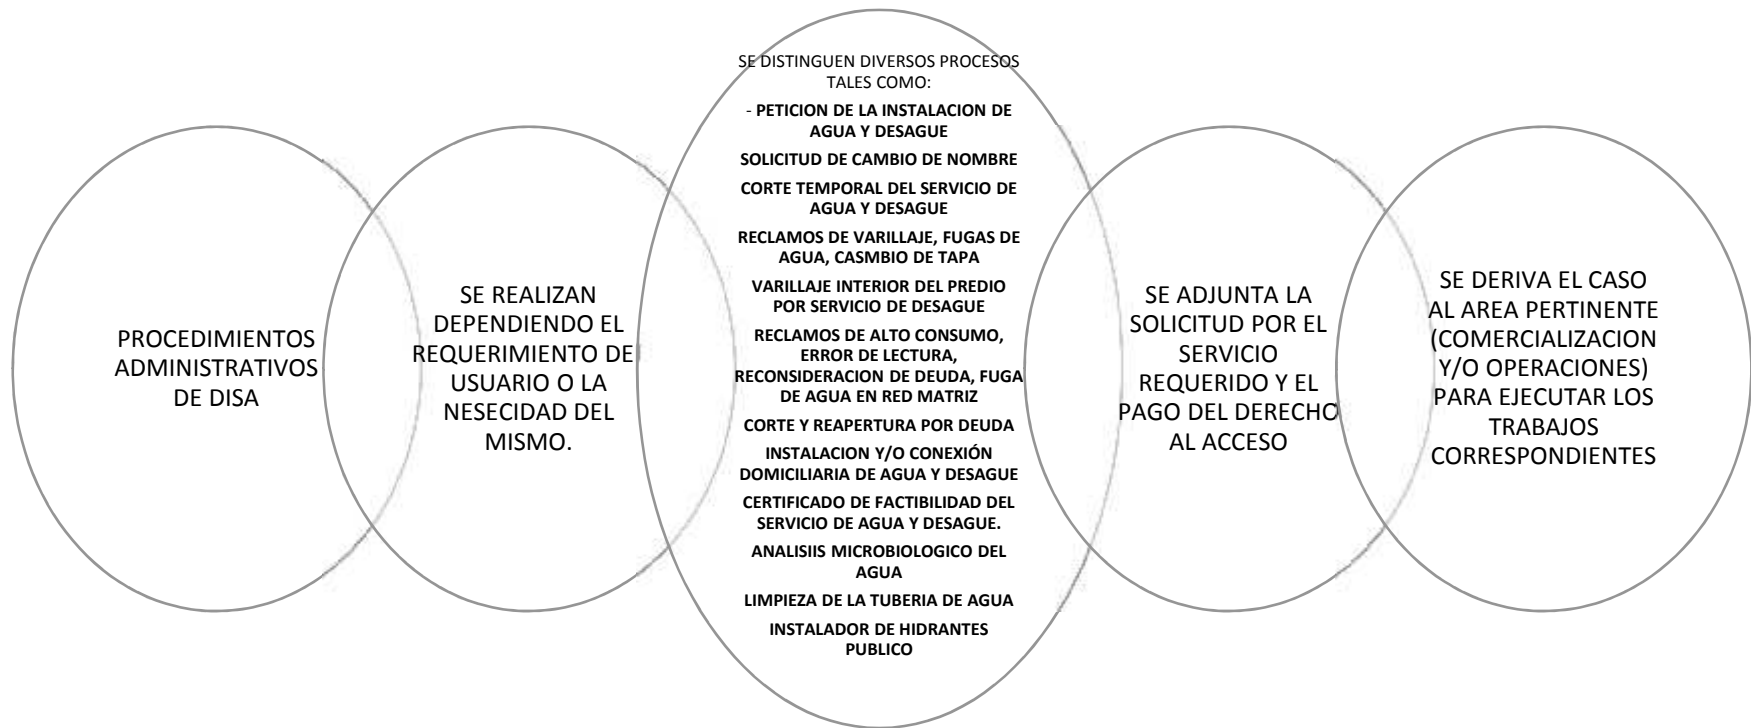 PROCEDIMIENTOS
ADMINISTRATIVOS
DE DISA
SE REALIZAN
DEPENDIENDO EL
REQUERIMIENTO DE
USUARIO O LA
NESECIDAD DEL
MISMO.
SE DISTINGUEN DIVERSOS PROCESOS
TALES COMO:
- PETICION DE LA INSTALACION DE
AGUA Y DESAGUE
SOLICITUD DE CAMBIO DE NOMBRE
CORTE TEMPORAL DEL SERVICIO DE
AGUA Y DESAGUE
RECLAMOS DE VARILLAJE, FUGAS DE
AGUA, CASMBIO DE TAPA
VARILLAJE INTERIOR DEL PREDIO
POR SERVICIO DE DESAGUE
RECLAMOS DE ALTO CONSUMO,
ERROR DE LECTURA,
RECONSIDERACION DE DEUDA, FUGA
DE AGUA EN RED MATRIZ
CORTE Y REAPERTURA POR DEUDA
INSTALACION Y/O CONEXIÓN
DOMICILIARIA DE AGUA Y DESAGUE
CERTIFICADO DE FACTIBILIDAD DEL
SERVICIO DE AGUA Y DESAGUE.
ANALISIIS MICROBIOLOGICO DEL
AGUA
LIMPIEZA DE LA TUBERIA DE AGUA
INSTALADOR DE HIDRANTES
PUBLICO
SE ADJUNTA LA
SOLICITUD POR EL
SERVICIO
REQUERIDO Y EL
PAGO DEL DERECHO
AL ACCESO
SE DERIVA EL CASO
AL AREA PERTINENTE
(COMERCIALIZACION
Y/O OPERACIONES)
PARA EJECUTAR LOS
TRABAJOS
CORRESPONDIENTES